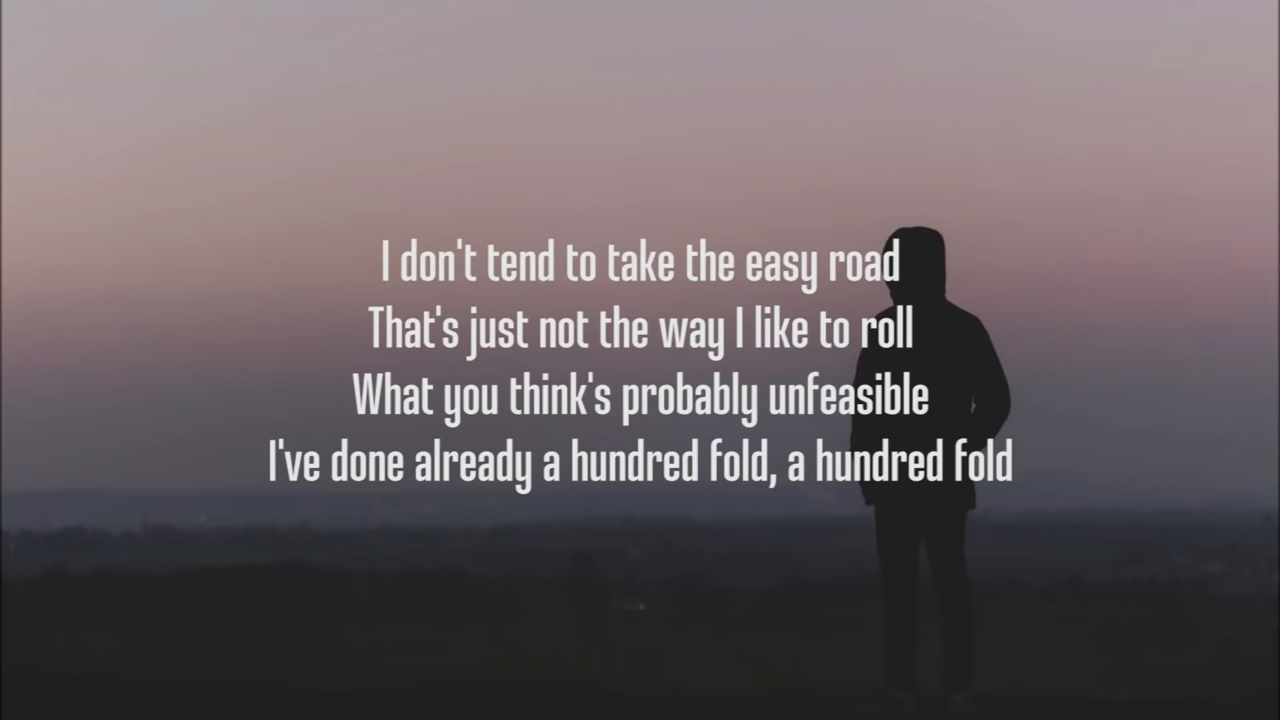 I don't tend to take the easy road
That's just not the way I like to roll
What you think's probably unfeasible
I've done already a hundred fold, a hundred fold